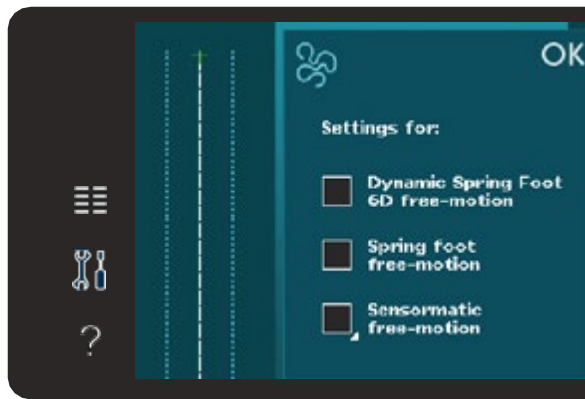 OK
Settings for:
Dynamic Spring Foot
6D free-motion
Spring foot
free-motion
Sensormatic
free-motion
?